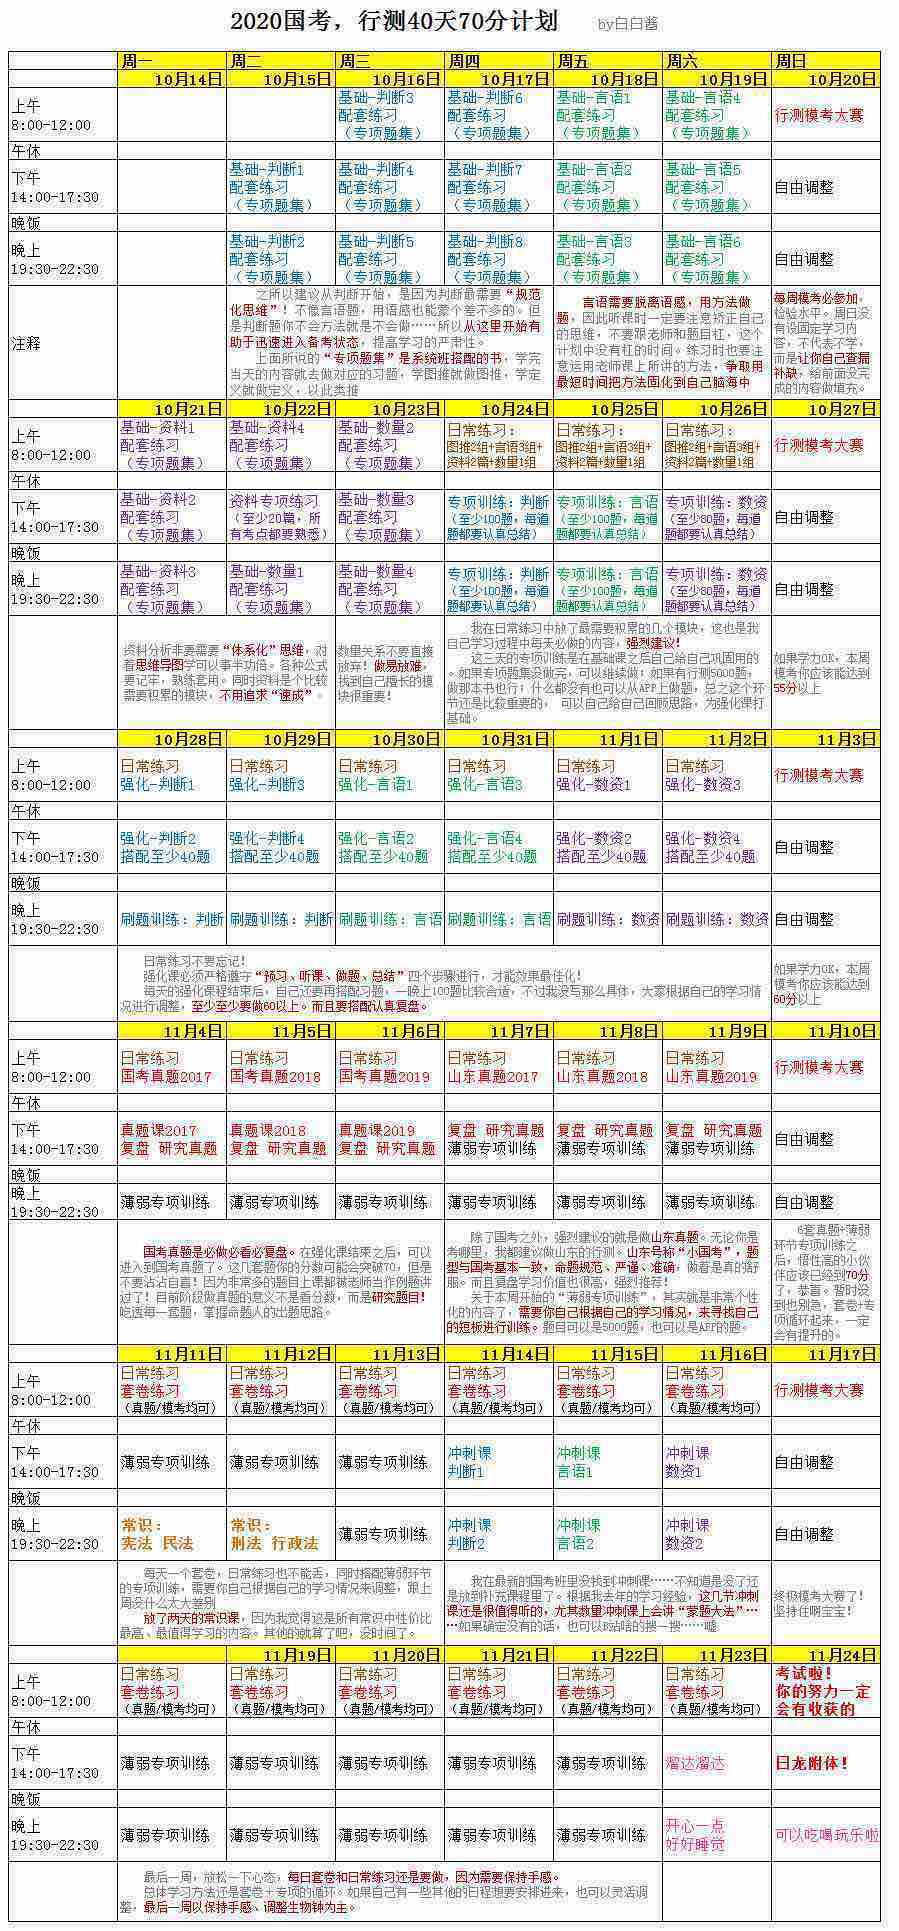 2020国考，行测40天70分计划 by白白酱
周一 周二 周三 周四 周五 周六 周日
10月14日 10月15日 10月16日 10月17日 10月18日 10月19日 10月20日
上午 基础-判断3 基础-判断6 基础-言语1 基础-言语4 行测模考大赛
8:00-12:00 配套练习 配套练习 配套练习 配套练习
（专项题集） （专项题集） （专项题集） （专项题集）
午休
下午 基础-判断1 基础-判断4 基础-判断7 基础-言语2 基础-言语5 自由调整
14:00-17:30 配套练习 配套练习 配套练习 配套练习 配套练习
（专项题集） （专项题集） （专项题集） （专项题集） （专项题集）
晚饭
晚上 基础-判断2 基础-判断5 基础-判断8 基础-言语3 基础-言语6 自由调整
19:30-22:30 配套练习 配套练习 配套练习 配套练习 配套练习
（专项题集） （专项题集） （专项题集） （专项题集） （专项题集）
注释
之所以建议从判断开始，是因为判断最需要“规范
化思维”！不像言语题，用语感也能蒙个差不多的。但
是判断题你不会方法就是不会做……所以从这里开始有
助于迅速进入备考状态，提高学习的严肃性。
上面所说的“专项题集”是系统班搭配的书，学完
当天的内容就去做对应的习题，学图推就做图推，学定
义就做定义，以此类推
言语需要脱离语感，用方法做
题，因此听课时一定要注意矫正自己
的思维，不要跟老师和题目杠，这个
计划中没有杠的时间。练习时也要注
意运用老师课上所讲的方法，争取用
最短时间把方法固化到自己脑海中
每周模考必参加，
检验水平。周日没
有设固定学习内
容，不代表不学，
而是让你自己查漏
补缺，给前面没完
成的内容做填充。
10月21日 10月22日 10月23日 10月24日 10月25日 10月26日 10月27日
上午 基础-资料1 基础-资料4 基础-数量2 日常练习： 日常练习： 日常练习： 行测模考大赛
8:00-12:00 配套练习 配套练习 配套练习 图推2组+言语3组+ 图推2组+言语3组+ 图推2组+言语3组+
（专项题集） （专项题集） （专项题集） 资料2篇+数量1组 资料2篇+数量1组 资料2篇+数量1组
午休
下午 基础-资料2 资料专项练习 基础-数量3 专项训练：判断 专项训练：言语 专项训练：数资 自由调整
14:00-17:30 配套练习 （至少20篇，所 配套练习 （至少100题，每道 （至少100题，每道 （至少80题，每道
（专项题集） 有考点都要熟悉） （专项题集） 题都要认真总结） 题都要认真总结） 题都要认真总结）
晚饭
晚上 基础-资料3 基础-数量1 基础-数量4 专项训练：判断 专项训练：言语 专项训练：数资 自由调整
19:30-22:30 配套练习 配套练习 配套练习 （至少100题，每道 （至少100题，每道 （至少80题，每道
（专项题集） （专项题集） （专项题集） 题都要认真总结） 题都要认真总结） 题都要认真总结）
资料分析非要需要“体系化”思维，对
着思维导图学可以事半功倍。各种公式
要记牢，熟练套用。同时资料是个比较
需要积累的模块，不用追求“速成”。
数量关系不要直接
放弃！做易放难，
找到自己擅长的模
块很重要！
我在日常练习中放了最需要积累的几个模块，这也是我
自己学习过程中每天必做的内容，强烈建议！
这三天的专项训练是在基础课之后自己给自己巩固用的
。如果专项题集没做完，可以继续做；如果有行测5000题，
做那本书也行；什么都没有也可以从APP上做题，总之这个环
节还是比较重要的， 可以自己给自己回顾思路，为强化课打
基础。
如果学力OK，本周
模考你应该能达到
55分以上
10月28日 10月29日 10月30日 10月31日 11月1日 11月2日 11月3日
上午 日常练习 日常练习 日常练习 日常练习 日常练习 日常练习 行测模考大赛
8:00-12:00 强化-判断1 强化-判断3 强化-言语1 强化-言语3 强化-数资1 强化-数资3
午休
下午 强化-判断2 强化-判断4 强化-言语2 强化-言语4 强化-数资2 强化-数资4 自由调整
14:00-17:30 搭配至少40题 搭配至少40题 搭配至少40题 搭配至少40题 搭配至少40题 搭配至少40题
晚饭
晚上 刷题训练：判断 刷题训练：判断 刷题训练：言语 刷题训练：言语 刷题训练：数资 刷题训练：数资 自由调整
19:30-22:30
日常练习不要忘记！
强化课必须严格遵守“预习、听课、做题、总结”四个步骤进行，才能效果最佳化！
每天的强化课程结束后，自己还要再搭配习题，一晚上100题比较合适，不过我没写那么具体，大家根据自己的学习情
况进行调整，至少至少要做60以上。而且要搭配认真复盘。
如果学力OK，本周
模考你应该能达到
60分以上
11月4日 11月5日 11月6日 11月7日 11月8日 11月9日 11月10日
上午 日常练习 日常练习 日常练习 日常练习 日常练习 日常练习 行测模考大赛
8:00-12:00 国考真题2017 国考真题2018 国考真题2019 山东真题2017 山东真题2018 山东真题2019
午休
下午 真题课2017 真题课2018 真题课2019 复盘 研究真题 复盘 研究真题 复盘 研究真题 自由调整
14:00-17:30 复盘 研究真题 复盘 研究真题 复盘 研究真题 薄弱专项训练 薄弱专项训练 薄弱专项训练
晚饭
晚上 薄弱专项训练 薄弱专项训练 薄弱专项训练 薄弱专项训练 薄弱专项训练 薄弱专项训练 自由调整
19:30-22:30
国考真题是必做必看必复盘。在强化课结束之后，可以
进入到国考真题了。这几套题你的分数可能会突破70，但是
不要沾沾自喜！因为非常多的题目上课都被老师当作例题讲
过了！目前阶段做真题的意义不是看分数，而是研究题目！
吃透每一套题，掌握命题人的出题思路。
除了国考之外，强烈建议的就是做山东真题。无论你是
考哪里，我都建议做山东的行测。山东号称“小国考”，题
型与国考基本一致，命题规范、严谨、准确，做着是真的舒
服。而且复盘学习价值也很高，强烈推荐！
关于本周开始的“薄弱专项训练”，其实就是非常个性
化的内容了，需要你自己根据自己的学习情况，来寻找自己
的短板进行训练。题目可以是5000题，也可以是APP的题。
6套真题+薄弱
环节专项训练之
后，悟性高的小伙
伴应该已经到70分
了，恭喜。暂时没
到也别急，套卷+专
项循环起来，一定
会有提升的。
11月11日 11月12日 11月13日 11月14日 11月15日 11月16日 11月17日
上午 日常练习 日常练习 日常练习 日常练习 日常练习 日常练习 行测模考大赛
8:00-12:00 套卷练习 套卷练习 套卷练习 套卷练习 套卷练习 套卷练习
（真题/模考均可） （真题/模考均可） （真题/模考均可） （真题/模考均可） （真题/模考均可） （真题/模考均可）
午休
下午 薄弱专项训练 薄弱专项训练 薄弱专项训练 冲刺课 冲刺课 冲刺课 自由调整
14:00-17:30 判断1 言语1 数资1
晚饭
晚上 常识： 常识： 薄弱专项训练 冲刺课 冲刺课 冲刺课 自由调整
19:30-22:30 宪法 民法 刑法 行政法 判断2 言语2 数资2
每天一个套卷，日常练习也不能丢，同时搭配薄弱环节
的专项训练，需要你自己根据自己的学习情况来调整，跟上
周没什么太大差别
放了两天的常识课，因为我觉得这是所有常识中性价比
最高、最值得学习的内容。其他的就算了吧，没时间了。
我在最新的国考班里没找到冲刺课……不知道是没了还
是放到补充课程里了。根据我去年的学习经验，这几节冲刺
课还是很值得听的，尤其数量冲刺课上会讲“蒙题大法”…
…如果确定没有的话，也可以B站啥的搜一搜……嘘
终极模考大赛了！
坚持住啊宝宝！
11月19日 11月20日 11月21日 11月22日 11月23日 11月24日
上午 日常练习 日常练习 日常练习 日常练习 日常练习 日常练习 考试啦！
8:00-12:00 套卷练习 套卷练习 套卷练习 套卷练习 套卷练习 套卷练习 你的努力一定
（真题/模考均可） （真题/模考均可） （真题/模考均可） （真题/模考均可） （真题/模考均可） （真题/模考均可） 会有收获的
午休
下午 薄弱专项训练 薄弱专项训练 薄弱专项训练 薄弱专项训练 薄弱专项训练 溜达溜达 日龙附体！
14:00-17:30
晚饭
晚上 薄弱专项训练 薄弱专项训练 薄弱专项训练 薄弱专项训练 薄弱专项训练 开心一点 可以吃喝玩乐啦
19:30-22:30 好好睡觉
最后一周，放松一下心态，每日套卷和日常练习还是要做，因为需要保持手感。
总体学习方法还是套卷＋专项的循环。如果自己有一些其他的日程想要安排进来，也可以灵活调
整，最后一周以保持手感、调整生物钟为主。